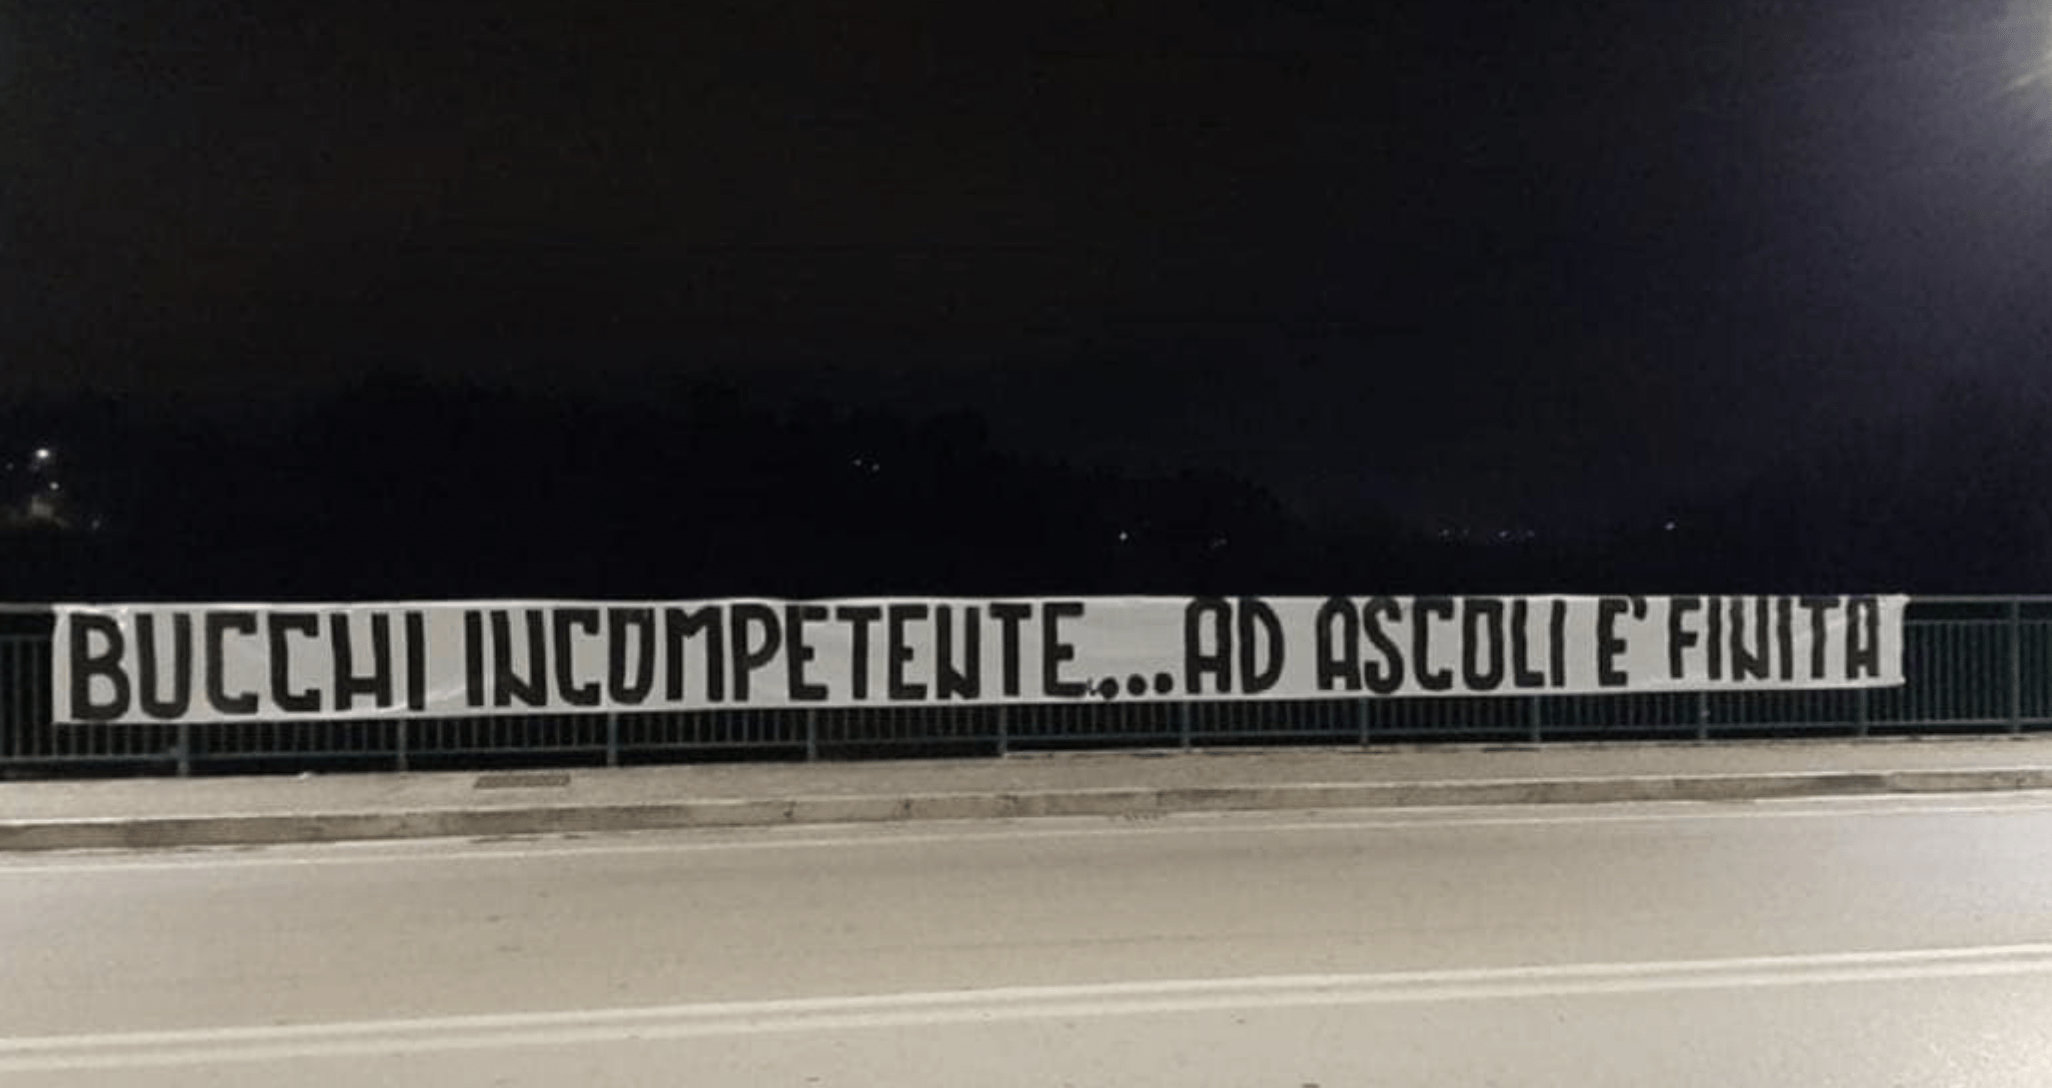 BUCCHI INCOMPETENTE...AD ASCOLI E' FINITA